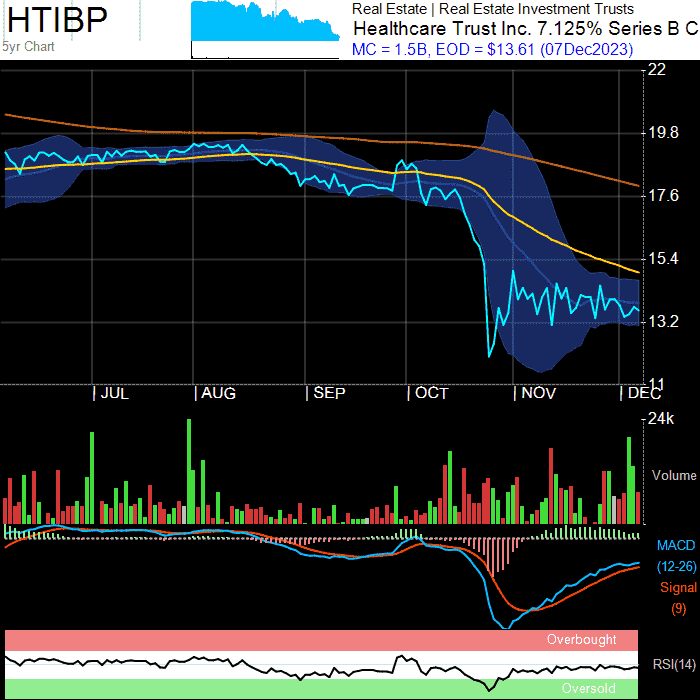 HTIBP
5yr Chart
Real Estate | Real Estate Investment Trusts
Healthcare Trust Inc. 7.125% Series B C
MC = 1.5B, EOD = $13.61 (07Dec2023)
22
19.8
17.6
15.4
13.2
11
JUL
AUG
SEP
OCT
NOV
DEC
24k
Volume
MACD
(12-26)
Signal
(9)
Overbought
RSI(14)
Oversold